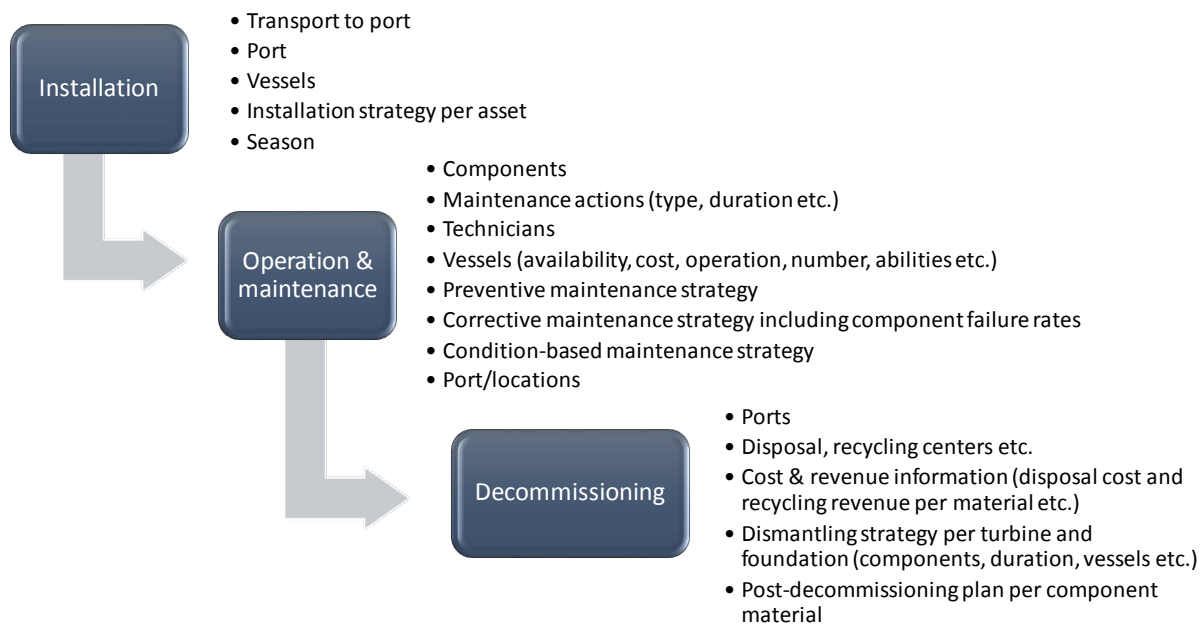 Installation
• Transport to port
• Port
• Vessels
• Installation strategy per asset
• Season
Operation &
maintenance
• Components
• Maintenance actions (type, duration etc.)
• Technicians
• Vessels (availability, cost, operation, number, abilities etc.)
• Preventive maintenance strategy
• Corrective maintenance strategy including component failure rates
• Condition-based maintenance strategy
• Port/locations
Decommissioning
• Ports
• Disposal, recycling centers etc.
• Cost & revenue information (disposal cost and
recycling revenue per material etc.)
• Dismantling strategy per turbine and
foundation (components, duration, vessels etc.)
• Post-decommissioning plan per component
material